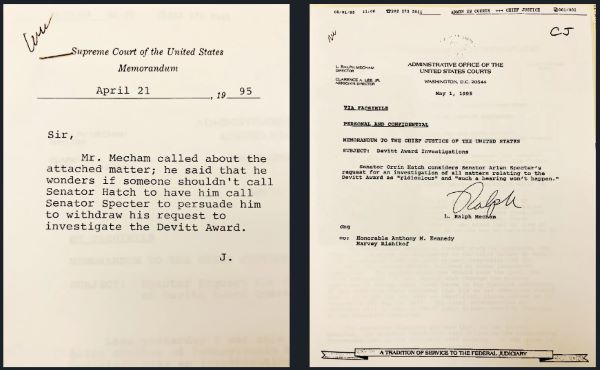 Supreme Court of the United States
Memorandum
April 21
, 19 95
Sir,
Mr. Mecham called about the
attached matter; he said that he
wonders if someone shouldn't call
Senator Hatch to have him call
Senator Specter to persuade him
to withdraw his request to
investigate the Devitt Award.
J.
CHIEF JUSTICE
001/001
CJ
L. RALPH MECHAM
DIRECTOR
CLARENCE A. LEE, JR.
ASSOCIATE DIRECTOR
ADMINISTRATIVE OFFICE OF THE
UNITED STATES COURTS
WASHINGTON, D.C. 20544
May 1, 1995
VIA FACSIMILE
PERSONAL AND CONFIDENTIAL
MEMORANDUM TO THE CHIEF JUSTICE OF THE UNITED STATES
SUBJECT: Devitt Award Investigations
Senator Orrin Hatch considers Senator Arlen Specter's
request for an investigation of all matters relating to the
Devitt Award as "ridiculous" and "such a hearing won't happen."
Ralph
L. Ralph Mecham
cc: Honorable Anthony M. Kennedy
Harvey Rishikof
A TRADITION OF SERVICE TO THE FEDERAL JUDICIARY